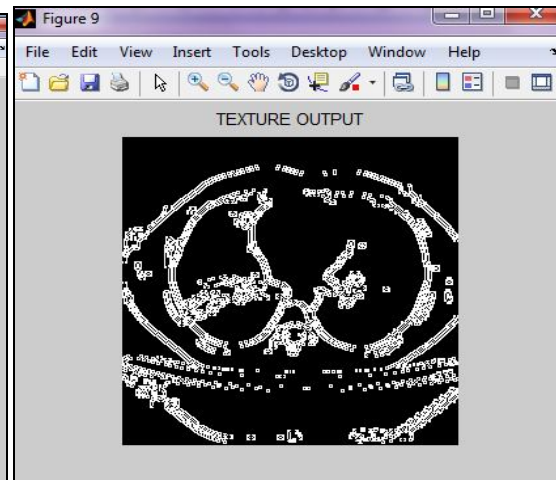 Figure 9
File Edit View Insert Tools Desktop Window Help
TEXTURE OUTPUT